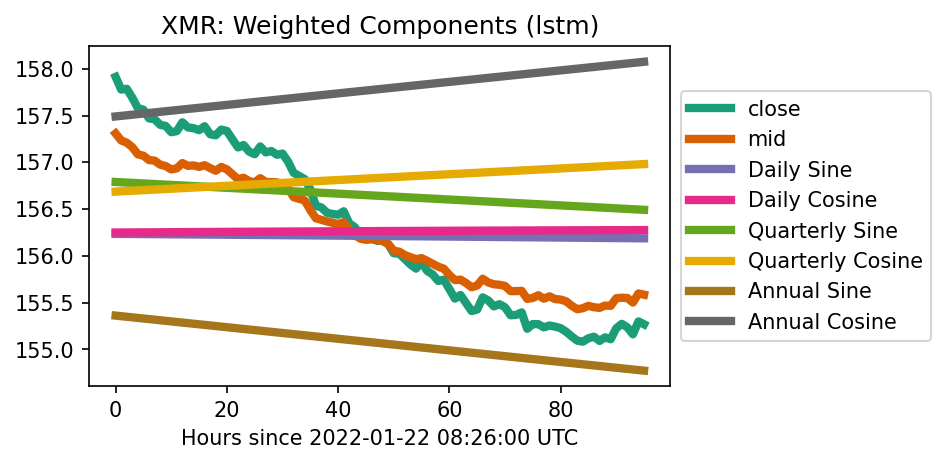 XMR: Weighted Components (lstm)
158.0
157.5
157.0
156.5
156.0
155.5
155.0
0 20 40 60 80
Hours since 2022-01-22 08:26:00 UTC
close
mid
Daily Sine
Daily Cosine
Quarterly Sine
Quarterly Cosine
Annual Sine
Annual Cosine